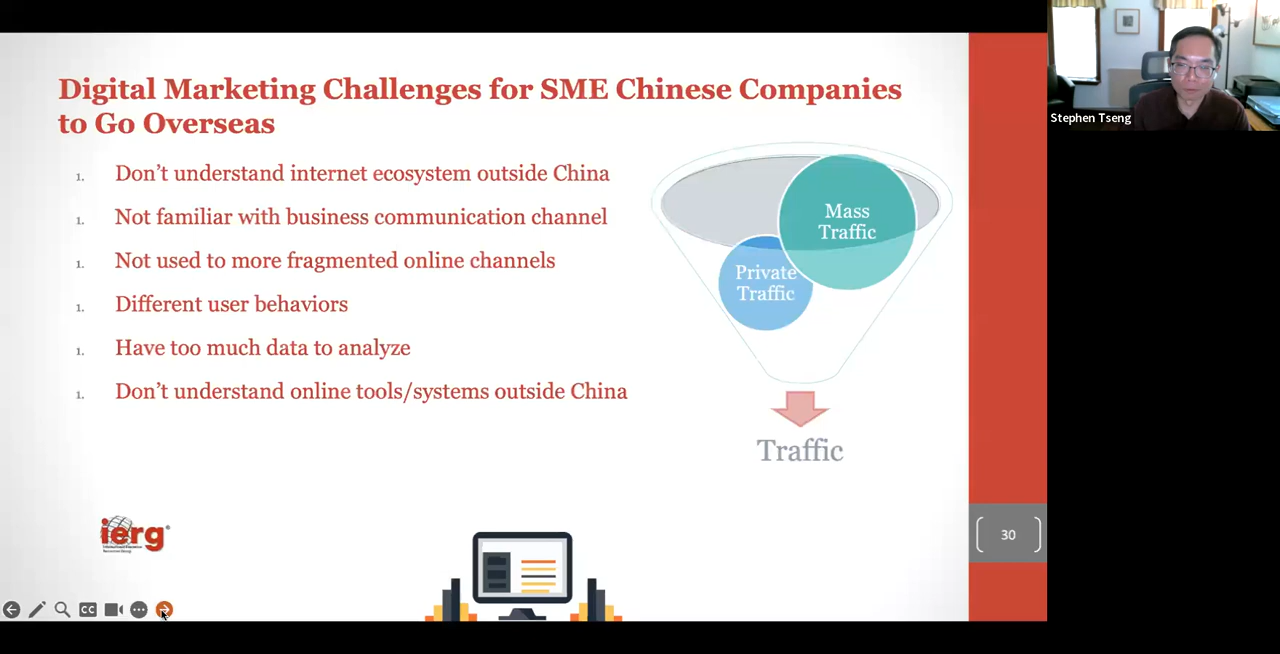 Digital Marketing Challenges for SME Chinese Companies
to Go Overseas
1. Don’t understand internet ecosystem outside China
1. Not familiar with business communication channel
1. Not used to more fragmented online channels
1. Different user behaviors
1. Have too much data to analyze
1. Don’t understand online tools/systems outside China
Mass
Traffic
Private
Traffic
Traffic
ierg
30
CC
Stephen Tseng